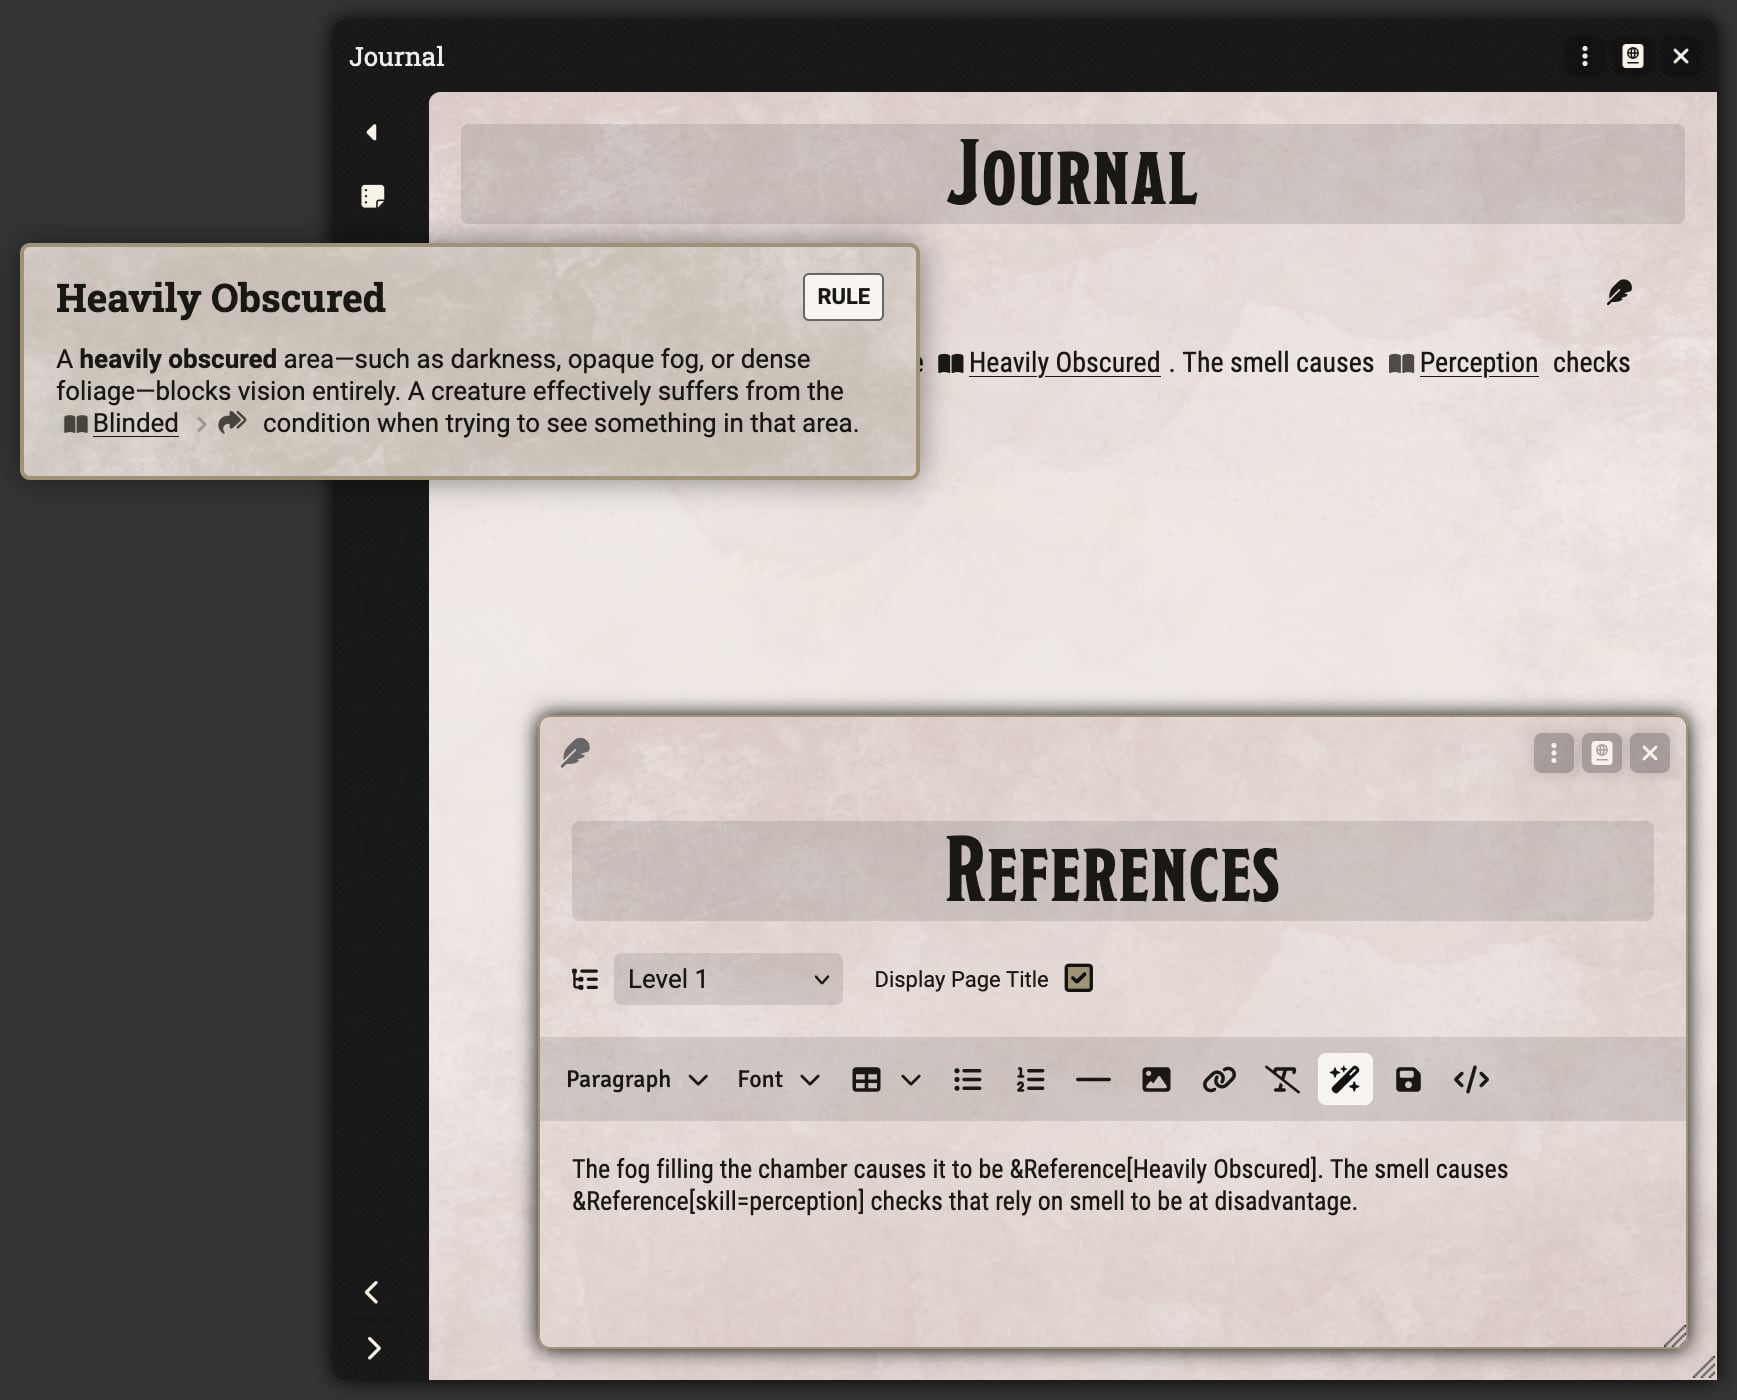 Journal
Journal
Heavily Obscured RULE
A heavily obscured area—such as darkness, opaque fog, or dense
foliage—blocks vision entirely. A creature effectively suffers from the
Blinded condition when trying to see something in that area.
Heavily Obscured . The smell causes Perception checks
References
Level 1 Display Page Title
Paragraph Font
The fog filling the chamber causes it to be &Reference[Heavily Obscured]. The smell causes
&Reference[skill=perception] checks that rely on smell to be at disadvantage.